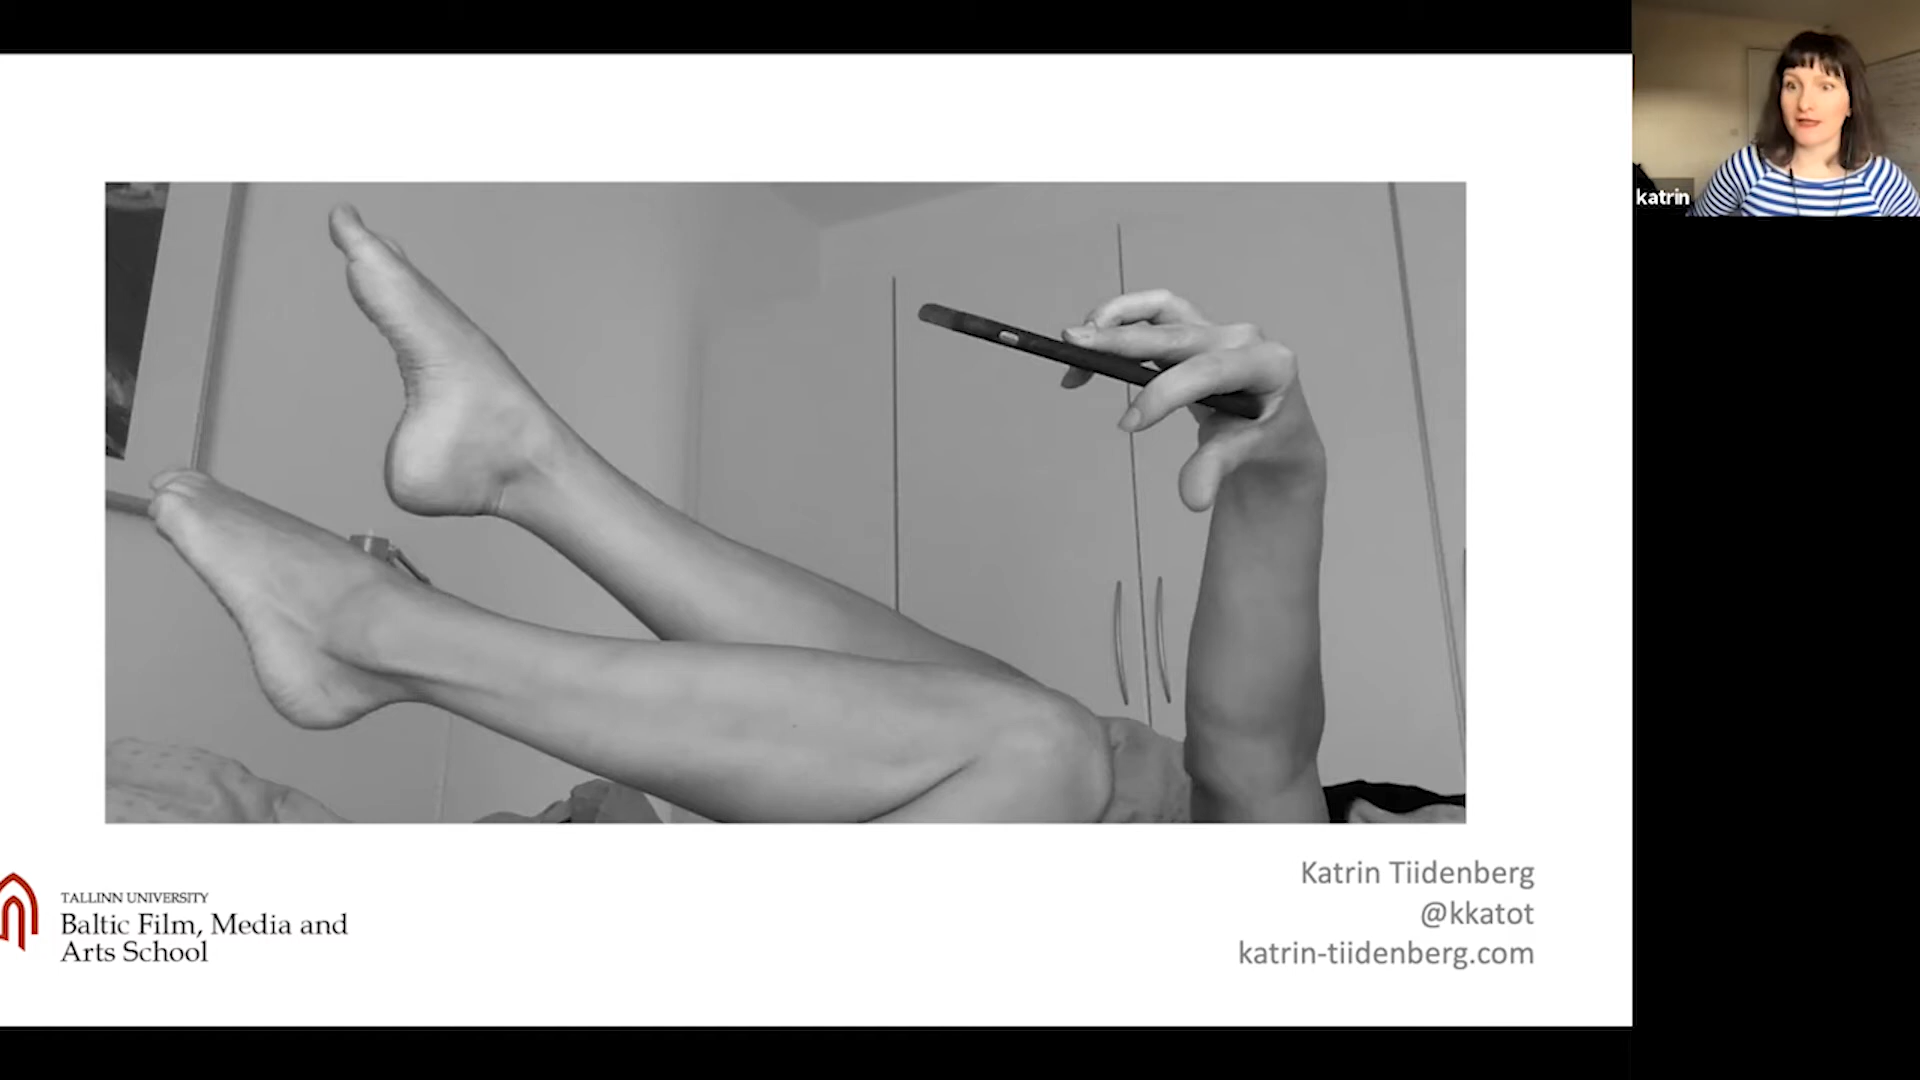 katrin
TALLINN UNIVERSITY
Baltic Film, Media and
Arts School
Katrin Tiidenberg
@kkatot
katrin-tiidenberg.com